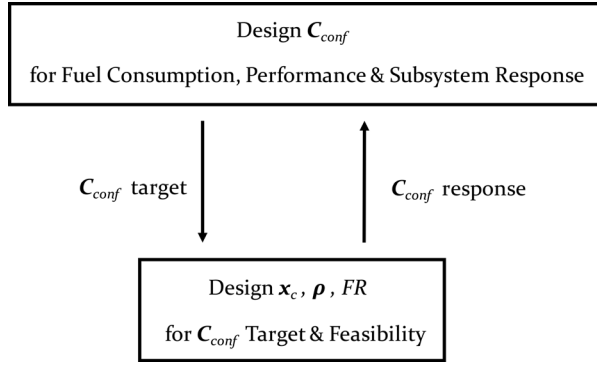 Design C_conf
for Fuel Consumption, Performance & Subsystem Response
C_conf target
C_conf response
Design x_c , ρ , FR
for C_conf Target & Feasibility